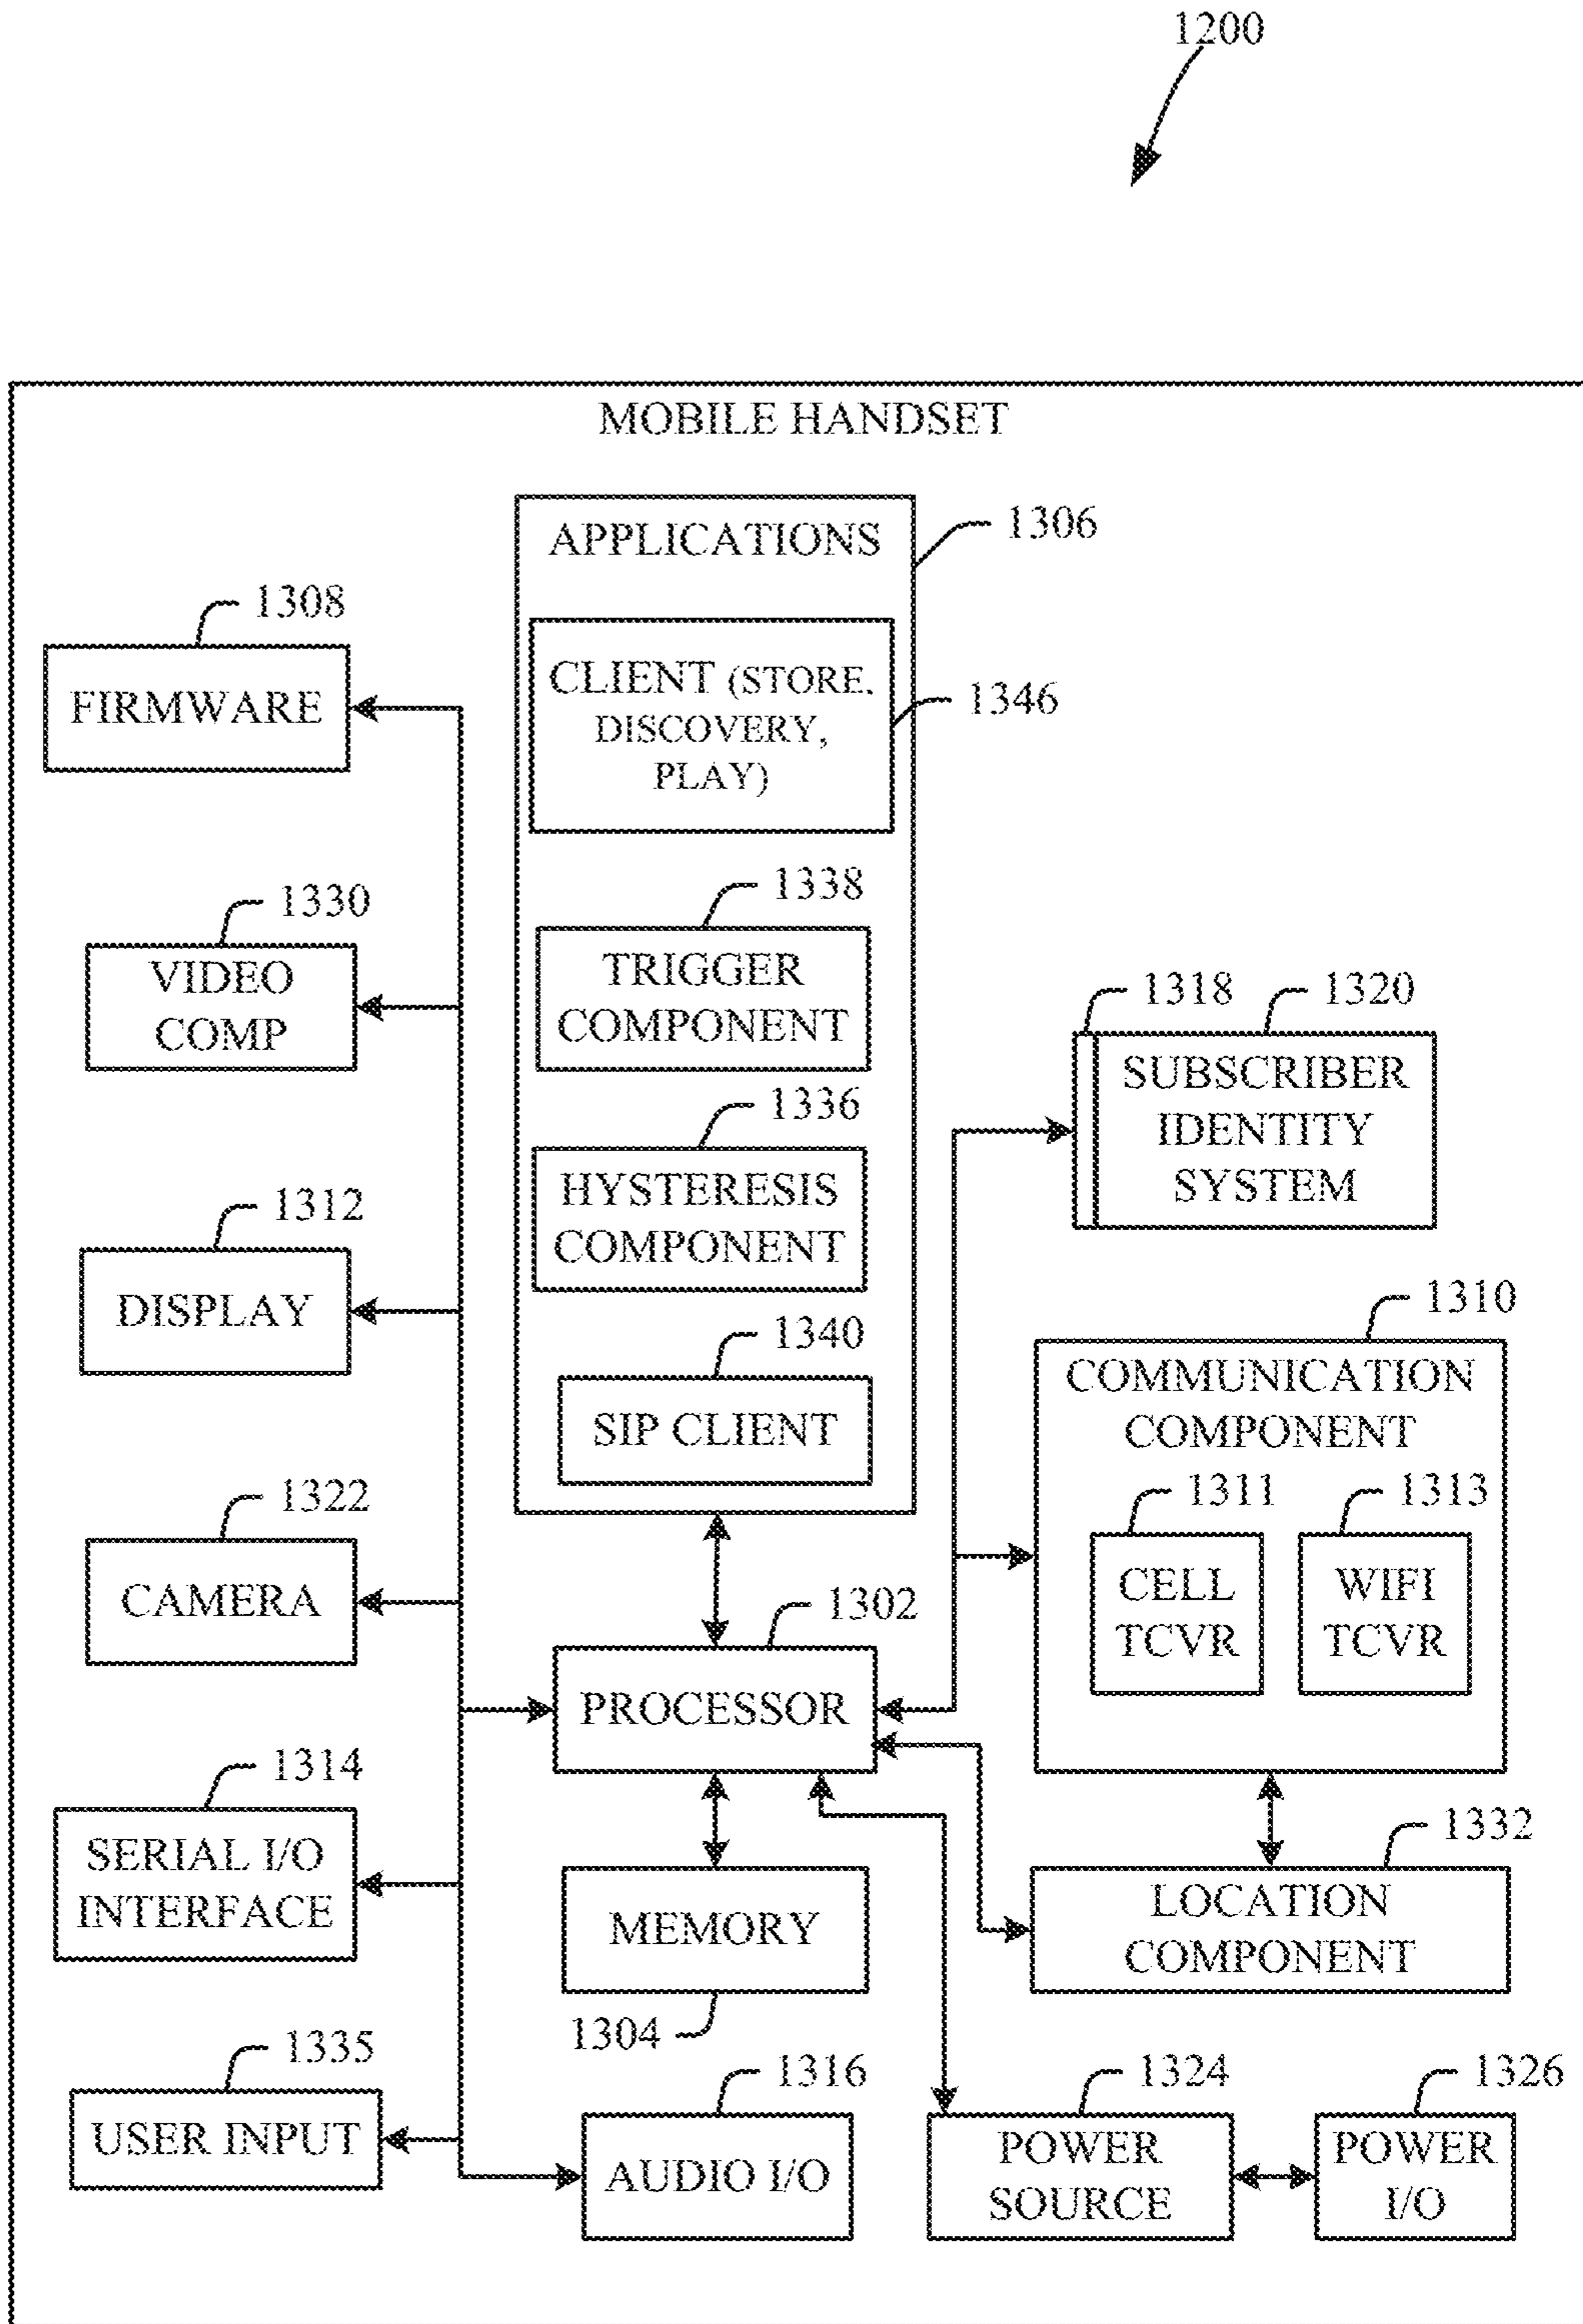 1200
MOBILE HANDSET
APPLICATIONS
1306
1308
FIRMWARE
CLIENT (STORE,
DISCOVERY,
PLAY)
1346
1330
VIDEO
COMP
1338
TRIGGER
COMPONENT
1318
1320
SUBSCRIBER
IDENTITY
SYSTEM
1336
HYSTERESIS
COMPONENT
1312
DISPLAY
1340
SIP CLIENT
1310
COMMUNICATION
COMPONENT
1311
CELL
TCVR
1313
WIFI
TCVR
1322
CAMERA
1302
PROCESSOR
1314
SERIAL I/O
INTERFACE
MEMORY
1304
1332
LOCATION
COMPONENT
1335
USER INPUT
1316
AUDIO I/O
1324
POWER
SOURCE
1326
POWER
I/O